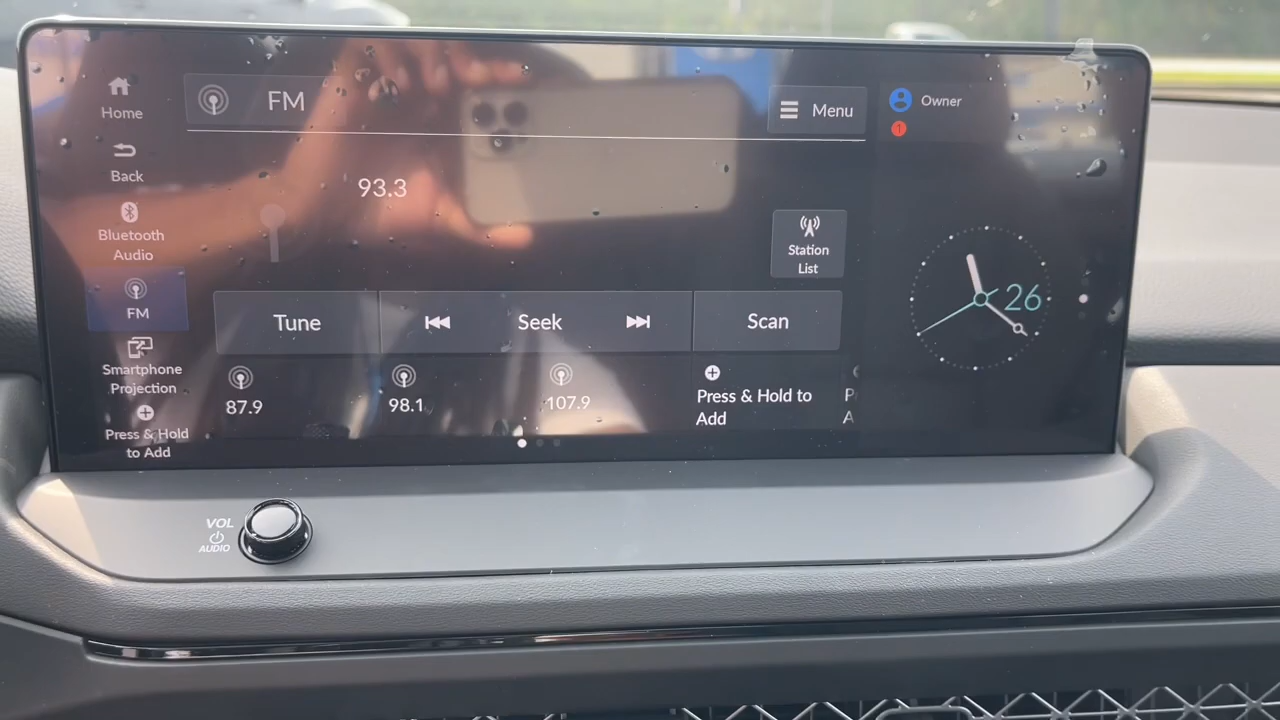 Home
Back
Bluetooth
Audio
FM
Smartphone
Projection
Press & Hold
to Add
FM
Menu
93.3
Station
List
Tune
Seek
Scan
87.9
98.1
107.9
Press & Hold to
Add
P
A
Owner
26
VOL
AUDIO